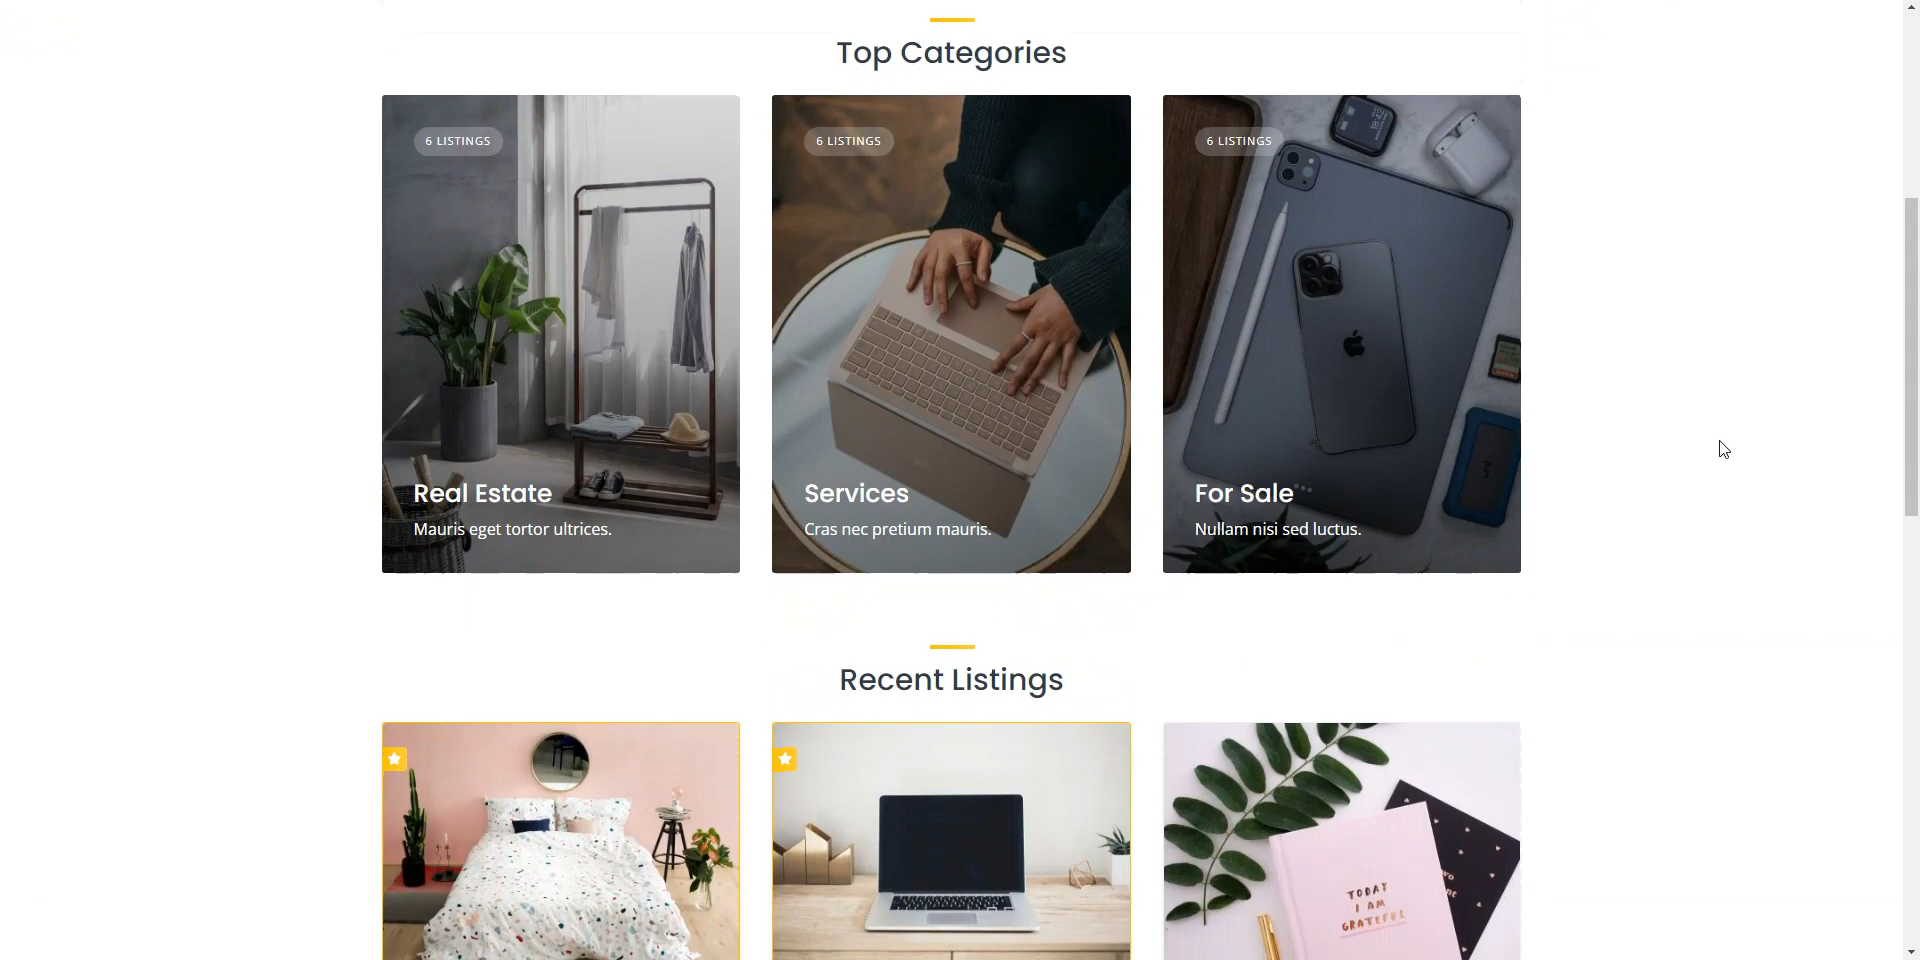 Top Categories
6 LISTINGS
6 LISTINGS
6 LISTINGS
Real Estate
Mauris eget tortor ultrices.
Services
Cras nec pretium mauris.
For Sale
Nullam nisi sed luctus.
Recent Listings
TODAY
I AM
GRATEFUL